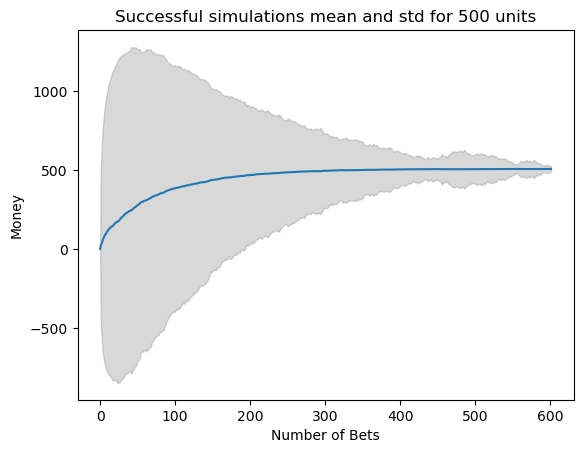 Successful simulations mean and std for 500 units
1000
500
0
−500
Money
0 100 200 300 400 500 600
Number of Bets